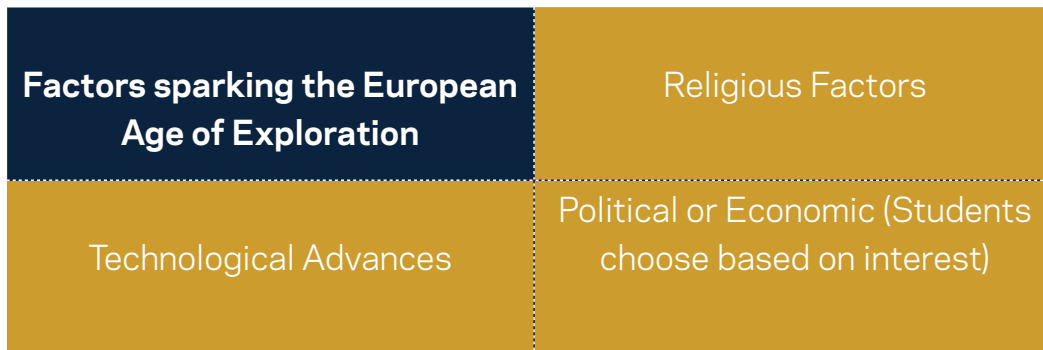 Factors sparking the European
Age of Exploration
Religious Factors
Technological Advances
Political or Economic (Students
choose based on interest)